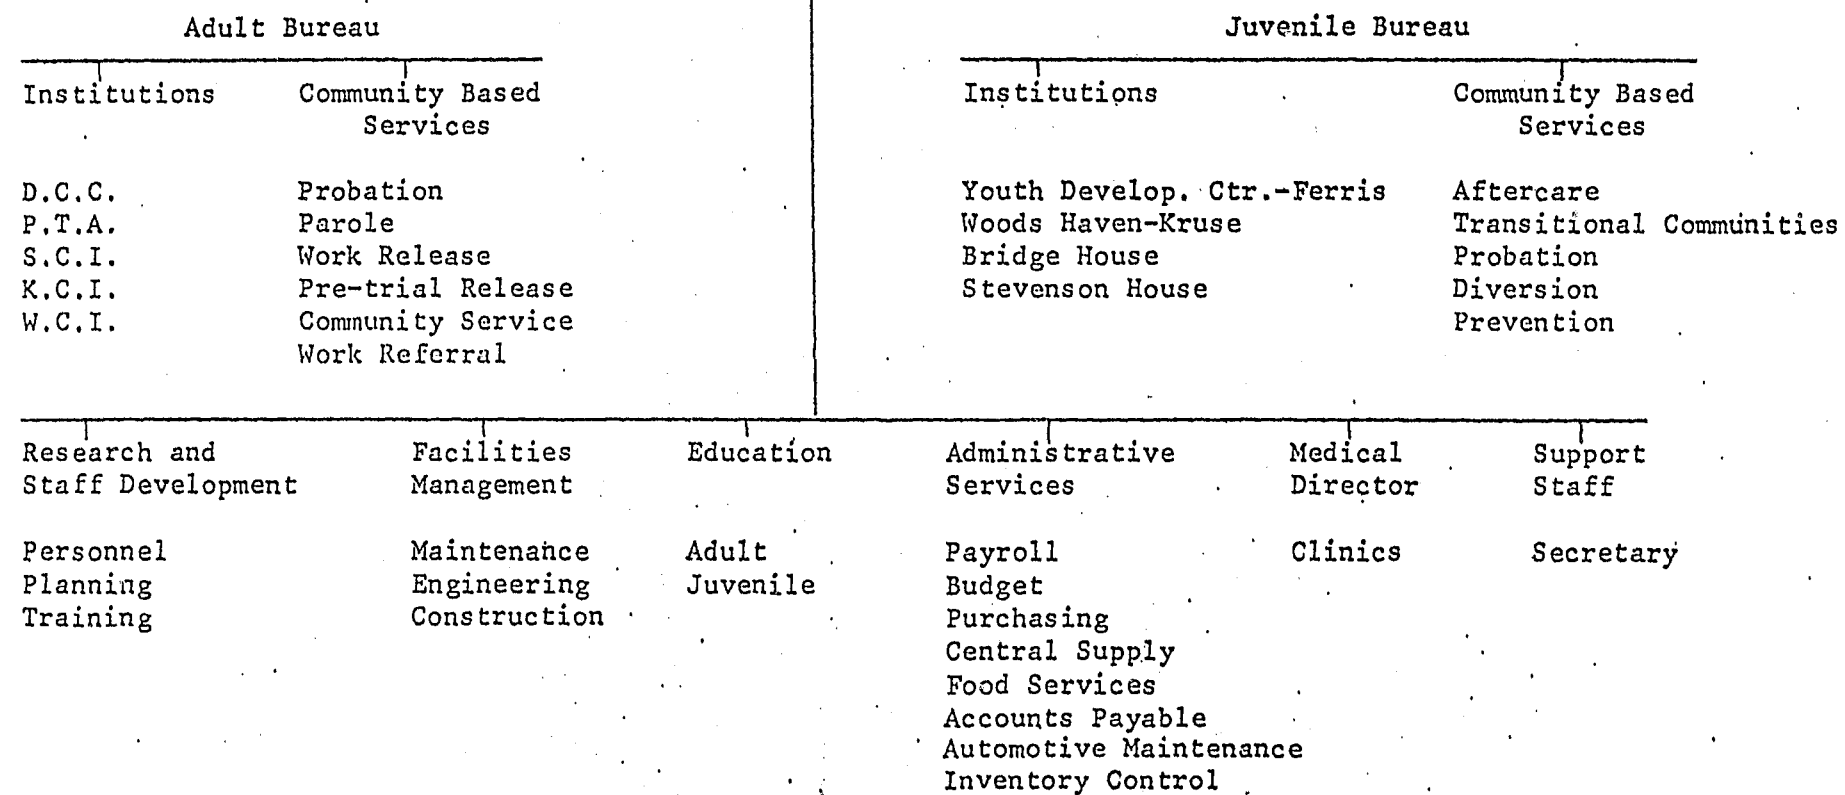 Adult Bureau
Juvenile Bureau
Institutions
Community Based
Services
D.C.C.
P.T.A.
S.C.I.
K.C.I.
W.C.I.
Probation
Parole
Work Release
Pre-trial Release
Community Service
Work Referral
Institutions
Community Based
Services
Youth Develop. Ctr.-Ferris
Woods Haven-Kruse
Bridge House
Stevenson House
Aftercare
Transitional Communities
Probation
Diversion
Prevention
Research and
Staff Development
Personnel
Planning
Training
Facilities
Management
Maintenance
Engineering
Construction
Education
Adult
Juvenile
Administrative
Services
Payroll
Budget
Purchasing
Central Supply
Food Services
Accounts Payable
Automotive Maintenance
Inventory Control
Medical
Director
Clinics
Support
Staff
Secretary